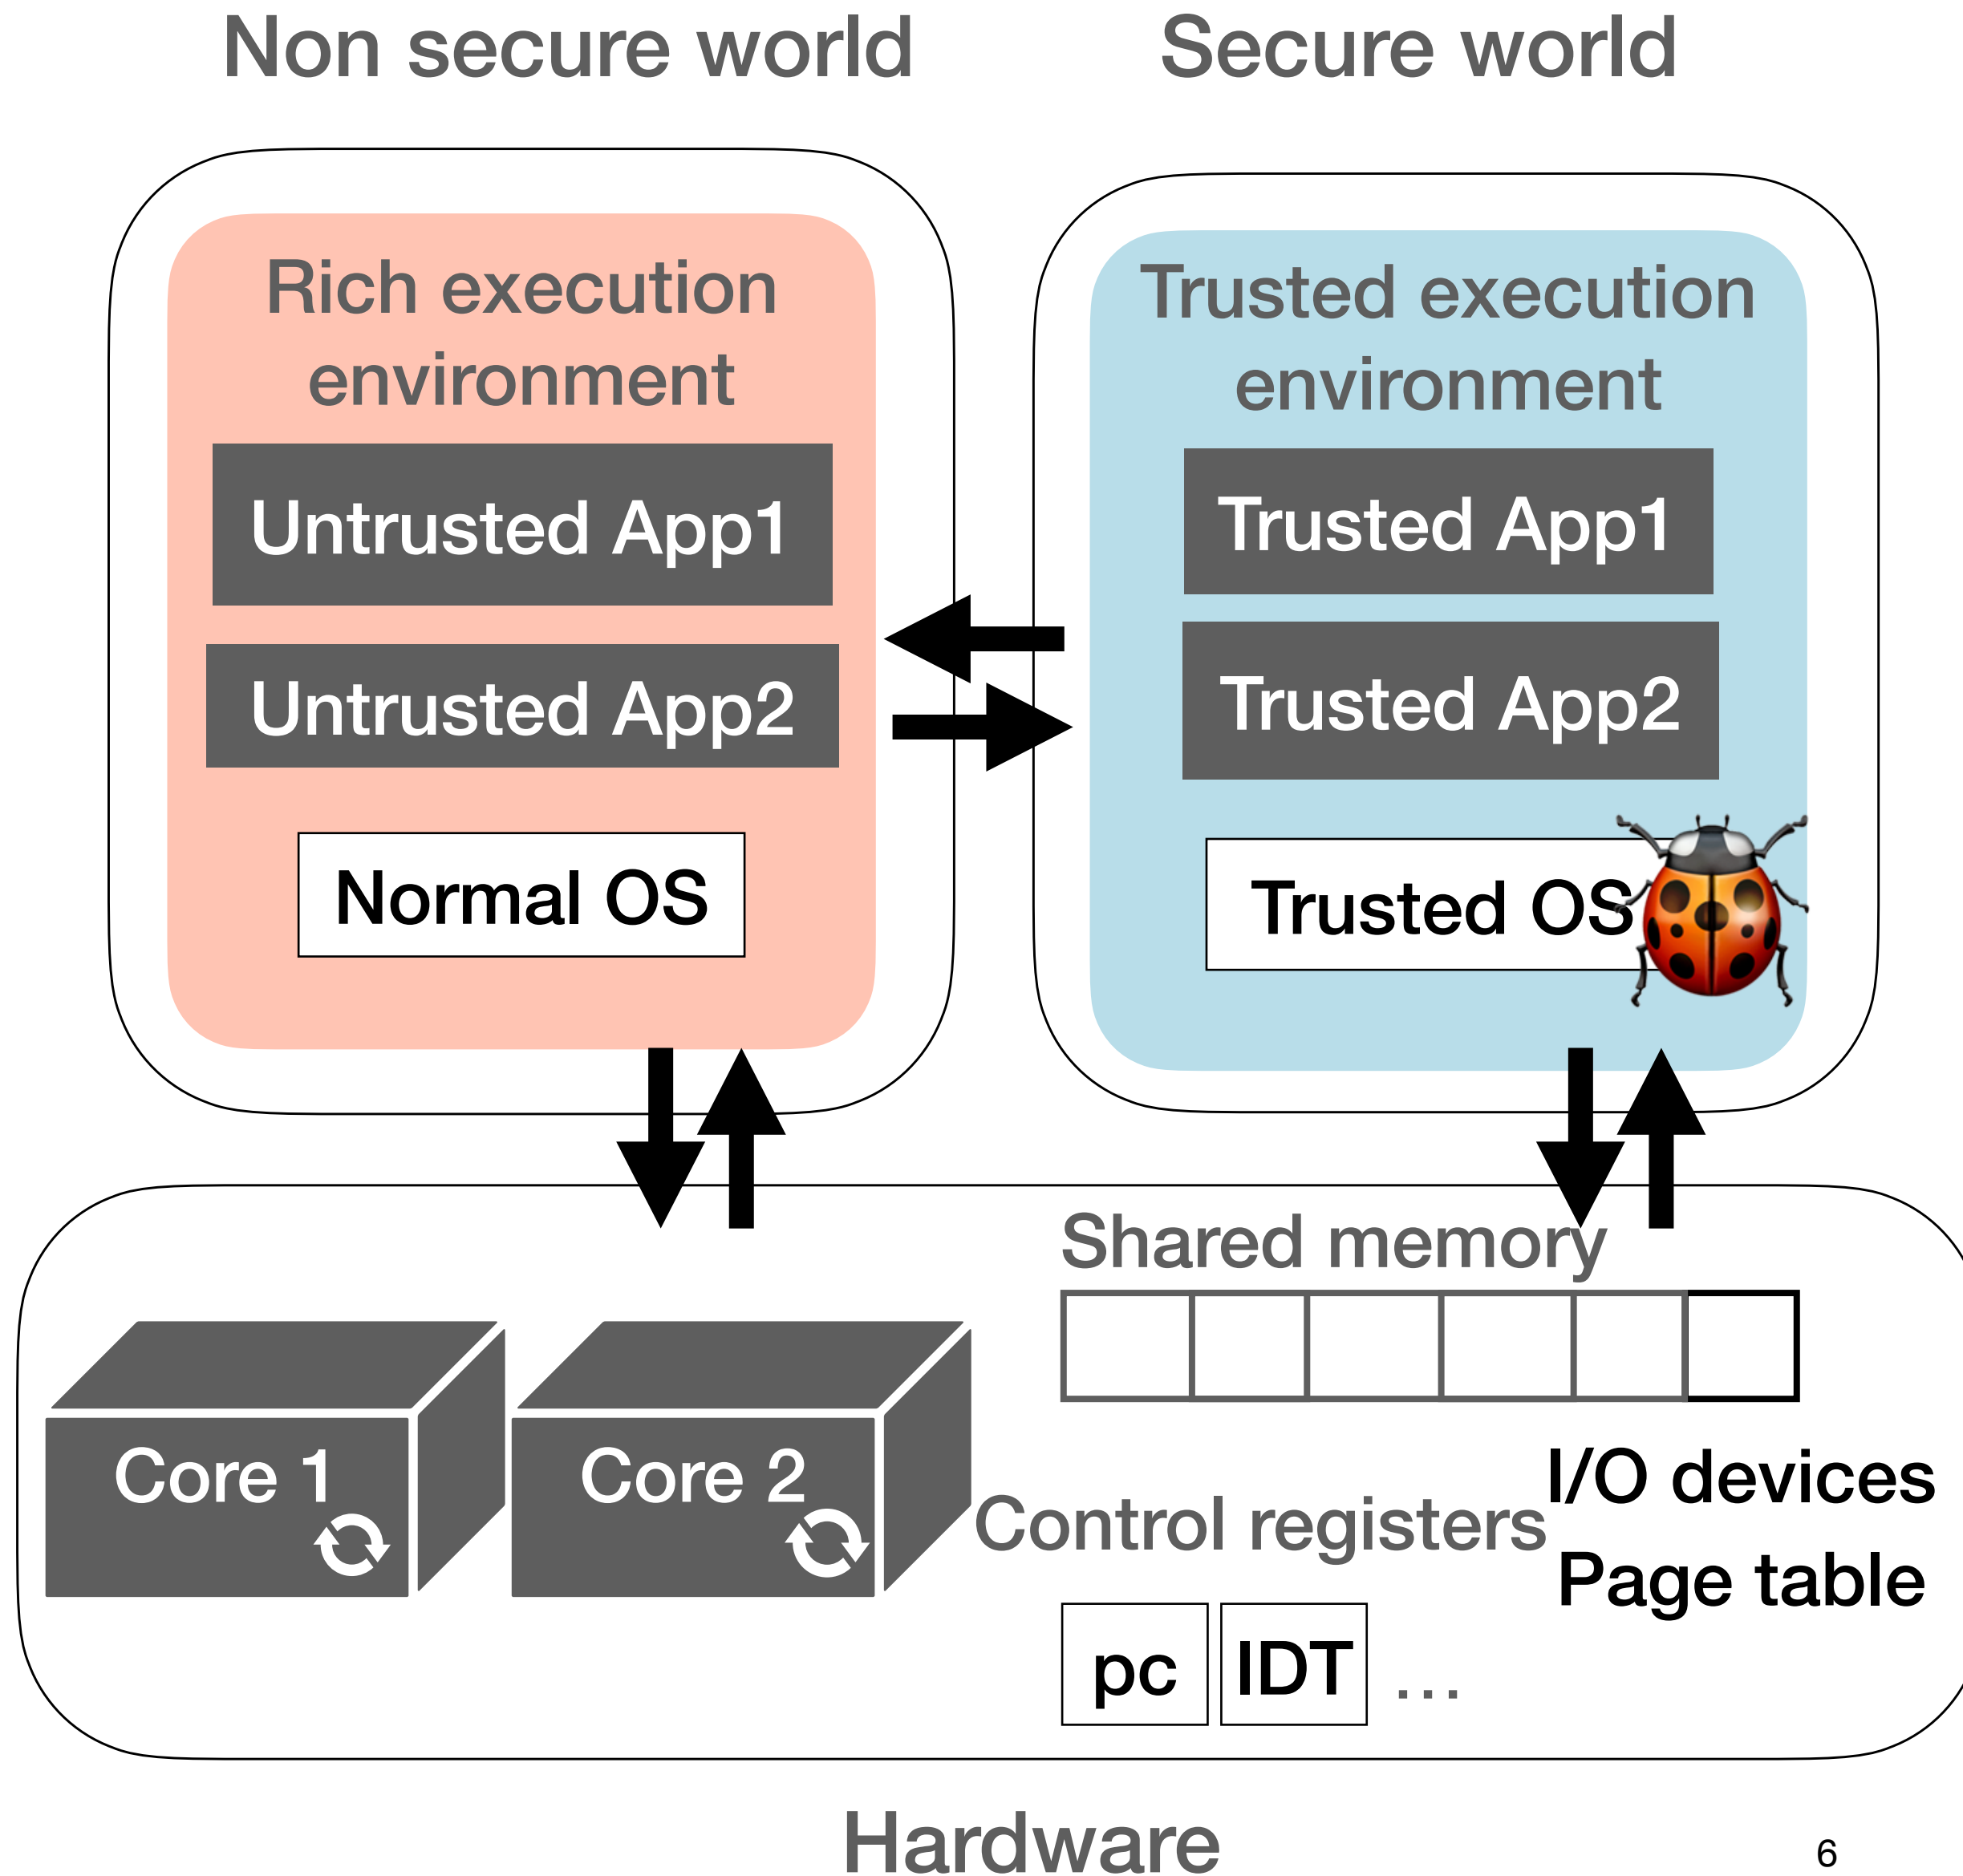 Non secure world
Secure world
Rich execution
environment
Untrusted App1
Untrusted App2
Normal OS
Trusted execution
environment
Trusted App1
Trusted App2
Trusted OS
Shared memory
Core 1
Core 2
I/O devices
Control registers
Page table
pc
IDT
...
Hardware
6